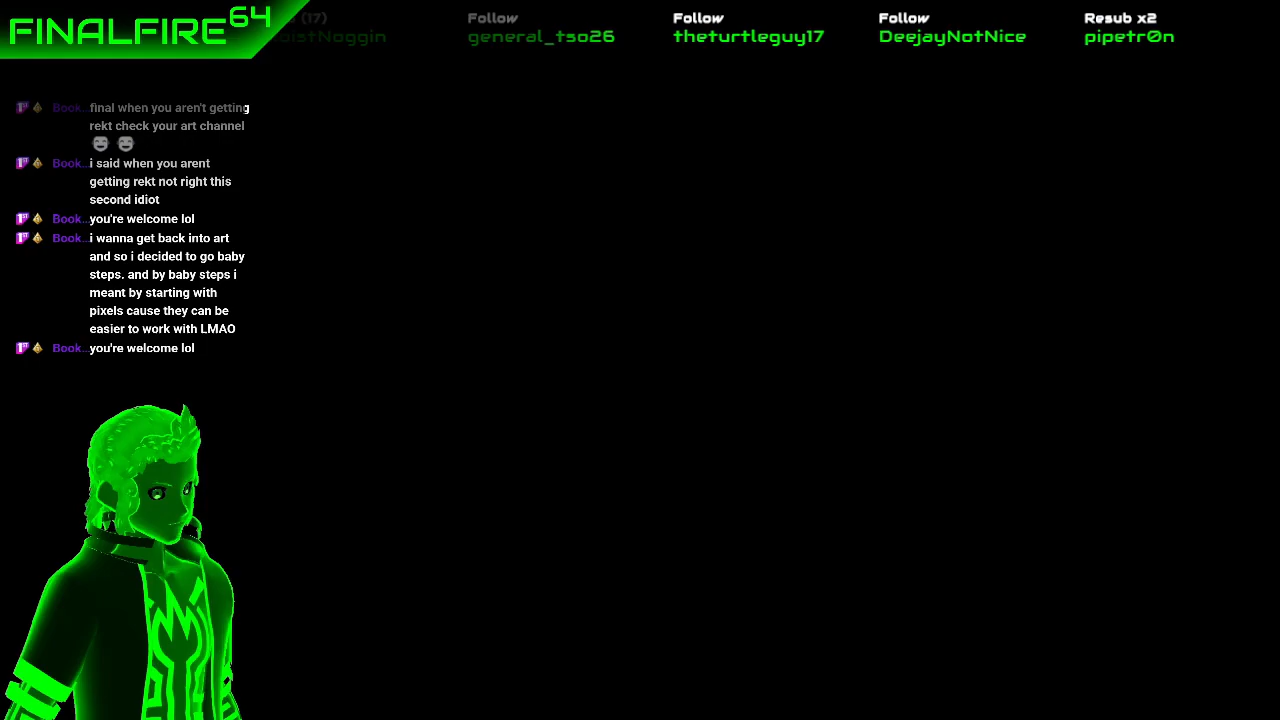 FINALFIRE64
(17)
oistNoggin
Follow
general_tso26
Follow
theturtleguy17
Follow
DeejayNotNice
Resub x2
pipetr0n
Book... final when you aren't getting
rekt check your art channel
Book... i said when you arent
getting rekt not right this
second idiot
Book... you're welcome lol
Book... i wanna get back into art
and so i decided to go baby
steps. and by baby steps i
meant by starting with
pixels cause they can be
easier to work with LMAO
Book... you're welcome lol